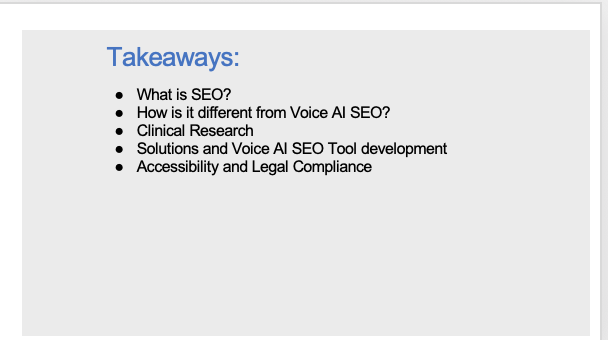 Takeaways:
● What is SEO?
● How is it different from Voice AI SEO?
● Clinical Research
● Solutions and Voice AI SEO Tool development
● Accessibility and Legal Compliance